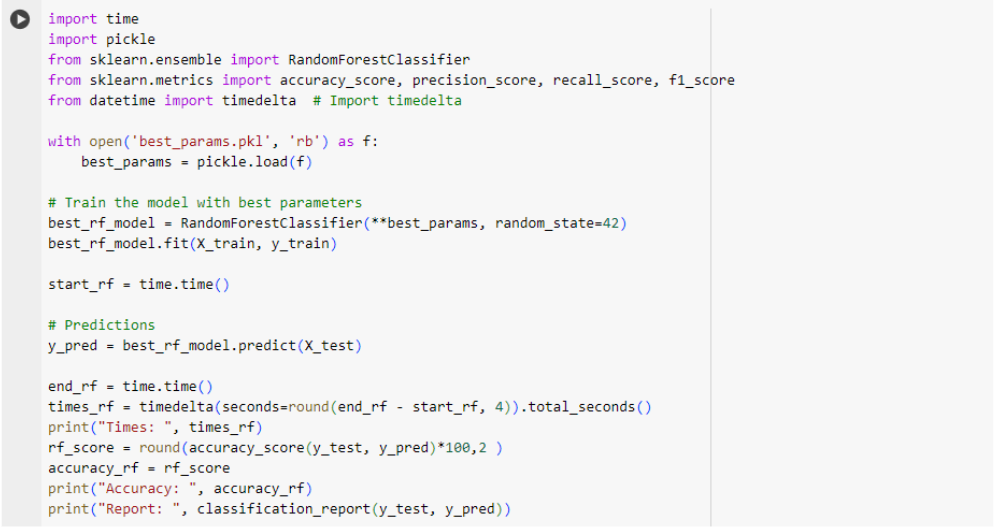 import time
import pickle
from sklearn.ensemble import RandomForestClassifier
from sklearn.metrics import accuracy_score, precision_score, recall_score, f1_score
from datetime import timedelta  # Import timedelta

with open('best_params.pkl', 'rb') as f:
    best_params = pickle.load(f)

# Train the model with best parameters
best_rf_model = RandomForestClassifier(**best_params, random_state=42)
best_rf_model.fit(X_train, y_train)

start_rf = time.time()

# Predictions
y_pred = best_rf_model.predict(X_test)

end_rf = time.time()
times_rf = timedelta(seconds=round(end_rf - start_rf, 4)).total_seconds()
print("Times: ", times_rf)
rf_score = round(accuracy_score(y_test, y_pred)*100,2 )
accuracy_rf = rf_score
print("Accuracy: ", accuracy_rf)
print("Report: ", classification_report(y_test, y_pred))